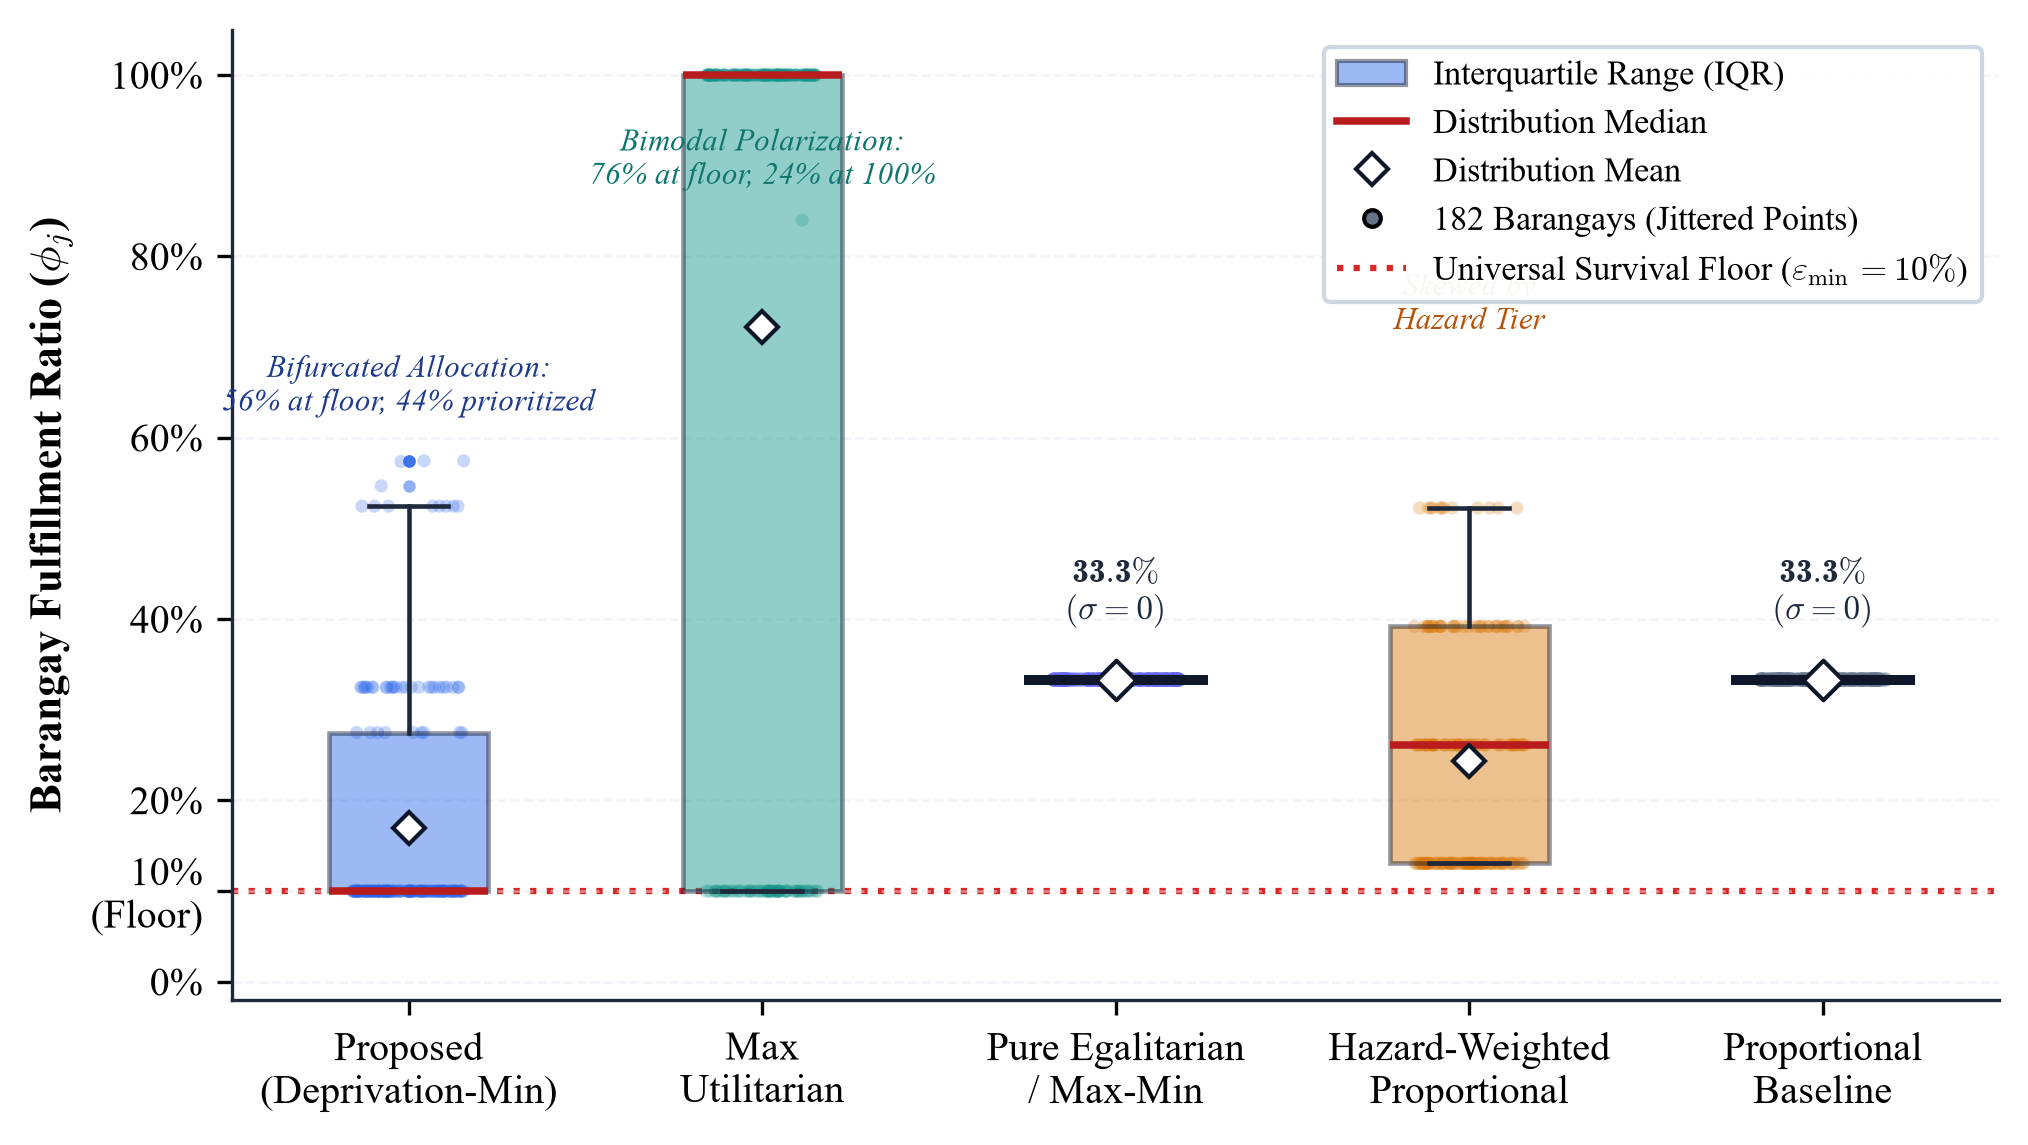 Barangay Fulfillment Ratio (ϕj)
100%
80%
60%
40%
20%
10%
(Floor)
0%
Bifurcated Allocation:
56% at floor, 44% prioritized
Bimodal Polarization:
76% at floor, 24% at 100%
33.3%
(σ = 0)
Skewed by
Hazard Tier
33.3%
(σ = 0)
Interquartile Range (IQR)
Distribution Median
Distribution Mean
182 Barangays (Jittered Points)
Universal Survival Floor (εmin = 10%)
Proposed
(Deprivation-Min)
Max
Utilitarian
Pure Egalitarian
/ Max-Min
Hazard-Weighted
Proportional
Proportional
Baseline